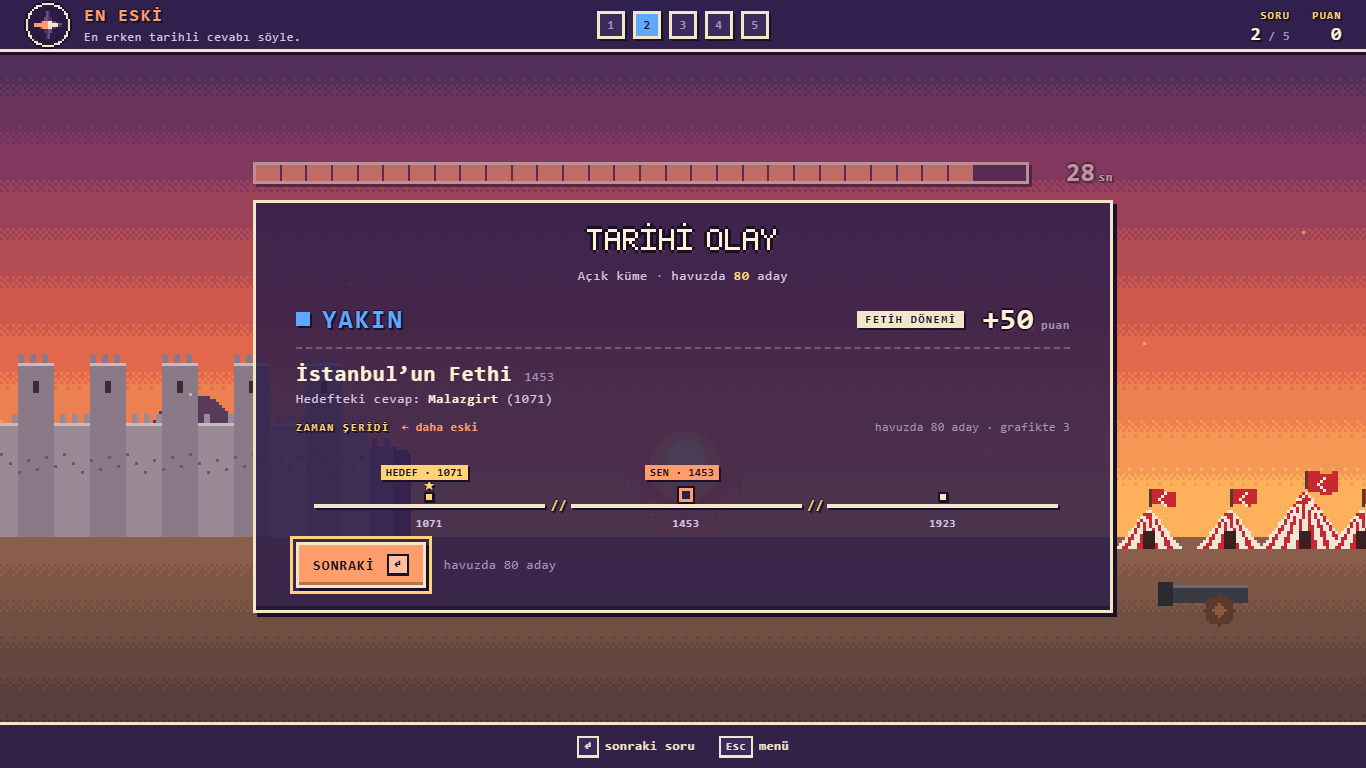 EN ESKİ
En erken tarihli cevabı söyle.
1 2 3 4 5
SORU PUAN
2 / 5 0
28 sn
TARİHİ OLAY
Açık küme · havuzda 80 aday
YAKIN FETİH DÖNEMİ +50 puan
İstanbul’un Fethi 1453
Hedefteki cevap: Malazgirt (1071)
ZAMAN ŞERİDİ ← daha eski havuzda 80 aday · grafikte 3
HEDEF · 1071 SEN · 1453
★
// //
1071 1453 1923
SONRAKİ ↲ havuzda 80 aday
↲ sonraki soru Esc menü